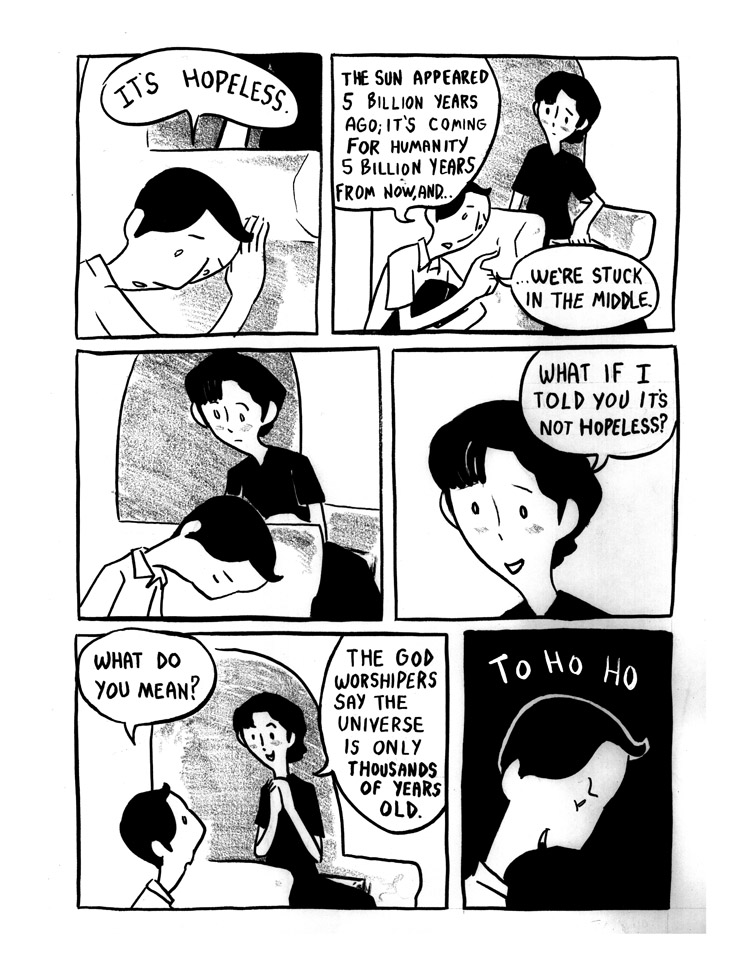 IT'S HOPELESS.
THE SUN APPEARED
5 BILLION YEARS
AGO; IT'S COMING
FOR HUMANITY
5 BILLION YEARS
FROM NOW, AND...
...WE'RE STUCK
IN THE MIDDLE.
WHAT IF I
TOLD YOU IT'S
NOT HOPELESS?
WHAT DO
YOU MEAN?
THE GOD
WORSHIPERS
SAY THE
UNIVERSE
IS ONLY
THOUSANDS
OF YEARS
OLD.
TO HO HO